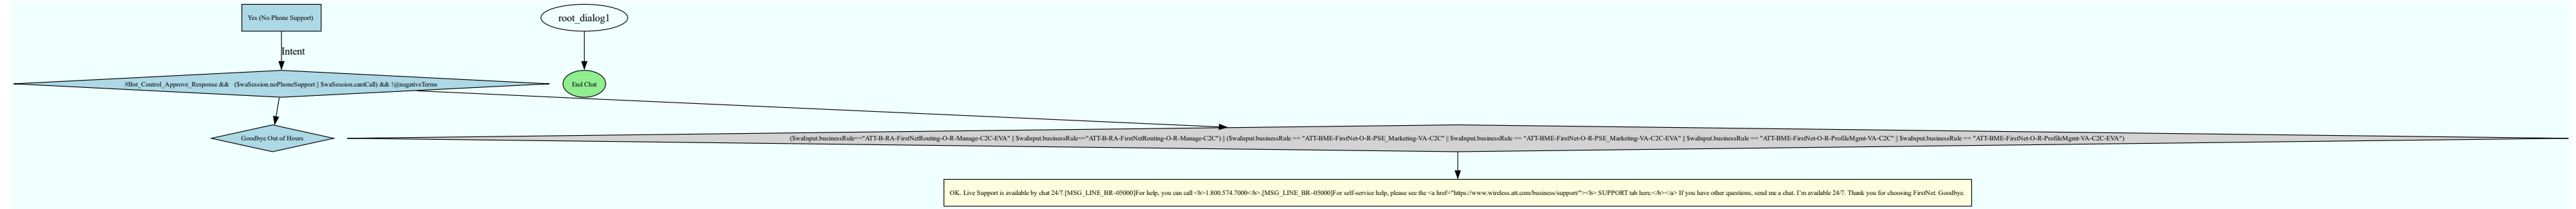 Yes (No Phone Support)
root_dialog1
Intent
#Bot_Control_Approve_Response && ($waSession.noPhoneSupport || $waSession.cantCall) && !@negativeTerms
End Chat
Goodbye Out of Hours
($waInput.businessRule=="ATT-B-RA-FirstNetRouting-O-R-Manage-C2C-EVA" || $waInput.businessRule=="ATT-B-RA-FirstNetRouting-O-R-Manage-C2C") || ($waInput.businessRule == "ATT-BME-FirstNet-O-R-PSE_Marketing-VA-C2C" || $waInput.businessRule == "ATT-BME-FirstNet-O-R-PSE_Marketing-VA-C2C-EVA" || $waInput.businessRule == "ATT-BME-FirstNet-O-R-ProfileMgmt-VA-C2C" || $waInput.businessRule == "ATT-BME-FirstNet-O-R-ProfileMgmt-VA-C2C-EVA")
OK. Live Support is available by chat 24/7.[MSG_LINE_BR~05000]For help, you can call <b>1.800.574.7000</b>.[MSG_LINE_BR~05000]For self-service help, please see the <a href="https://www.wireless.att.com/business/support/"><b> SUPPORT tab here.</b></a> If you have other questions, send me a chat. I'm available 24/7. Thank you for choosing FirstNet. Goodbye.